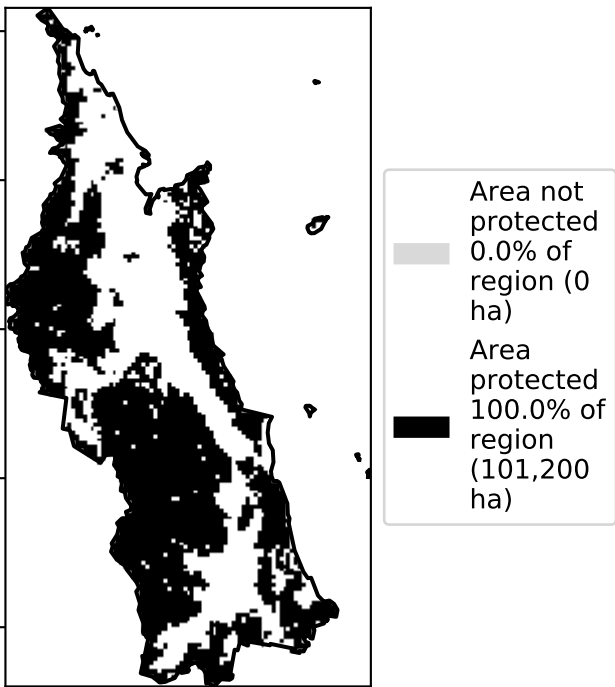 Area not
protected
0.0% of
region (0
ha)
Area
protected
100.0% of
region
(101,200
ha)